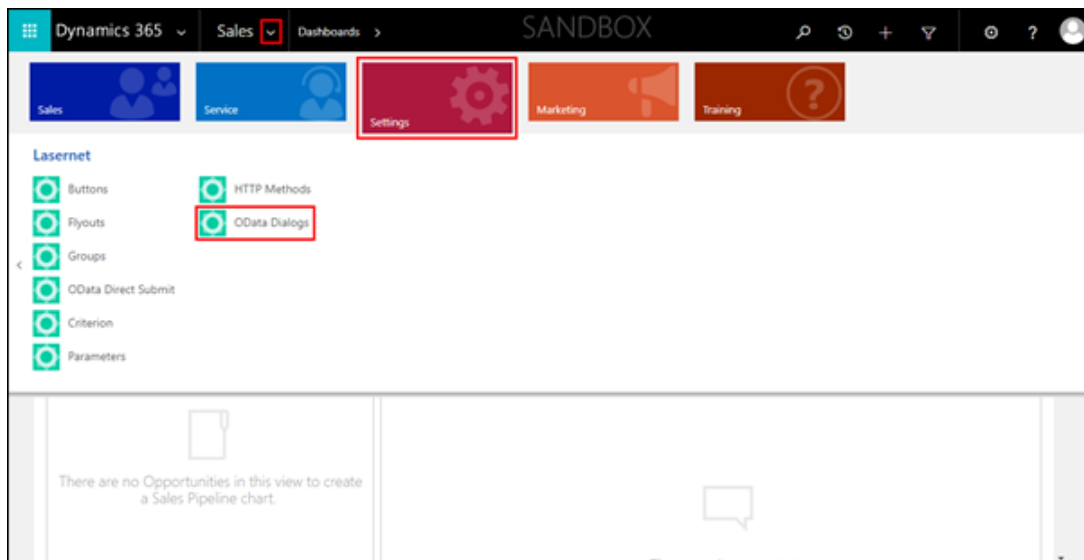 Dynamics 365 Sales Dashboards SANDBOX ?
Sales Service Settings Marketing Training
Lasernet
Buttons HTTP Methods
Flyouts OData Dialogs
Groups
OData Direct Submit
Criterion
Parameters
There are no Opportunities in this view to create
a Sales Pipeline chart.